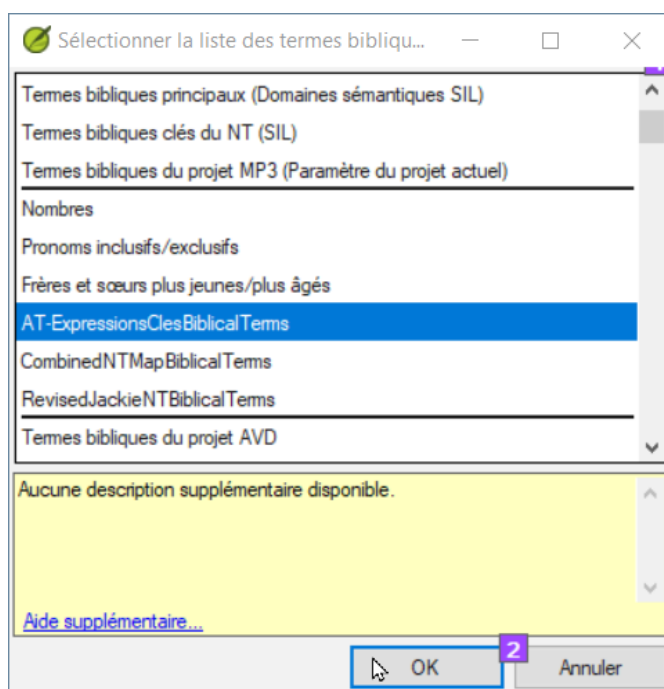 Sélectionner la liste des termes bibliqu...
Termes bibliques principaux (Domaines sémantiques SIL)
Termes bibliques clés du NT (SIL)
Termes bibliques du projet MP3 (Paramètre du projet actuel)
Nombres
Pronoms inclusifs/exclusifs
Frères et sœurs plus jeunes/plus âgés
AT-ExpressionsClesBiblicalTerms
CombinedNTMapBiblicalTerms
RevisedJackieNTBiblicalTerms
Termes bibliques du projet AVD
Aucune description supplémentaire disponible.
Aide supplémentaire...
OK 2 Annuler